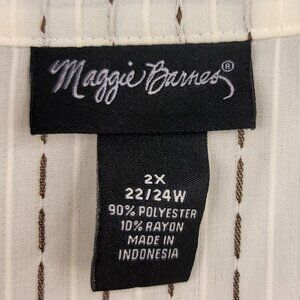 Maggie Barnes®
2X
22/24W
90% POLYESTER
10% RAYON
MADE IN
INDONESIA